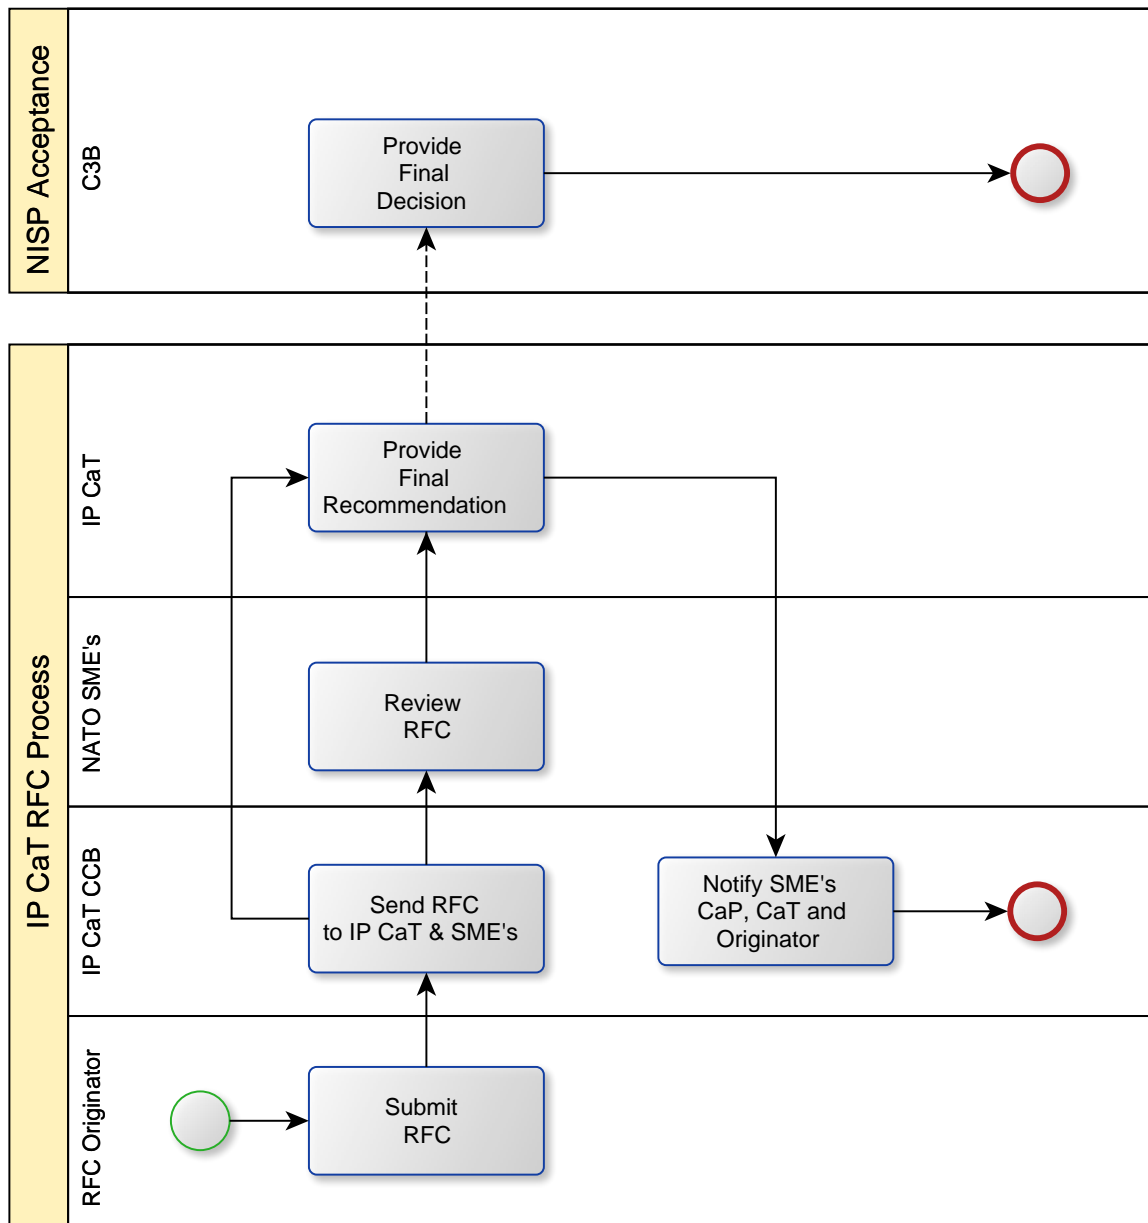 NISP Acceptance
C3B
Provide
Final
Decision
IP CaT RFC Process
IP CaT
Provide
Final
Recommendation
NATO SME's
Review
RFC
IP CaT CCB
Send RFC
to IP CaT & SME's
Notify SME's
CaP, CaT and
Originator
RFC Originator
Submit
RFC